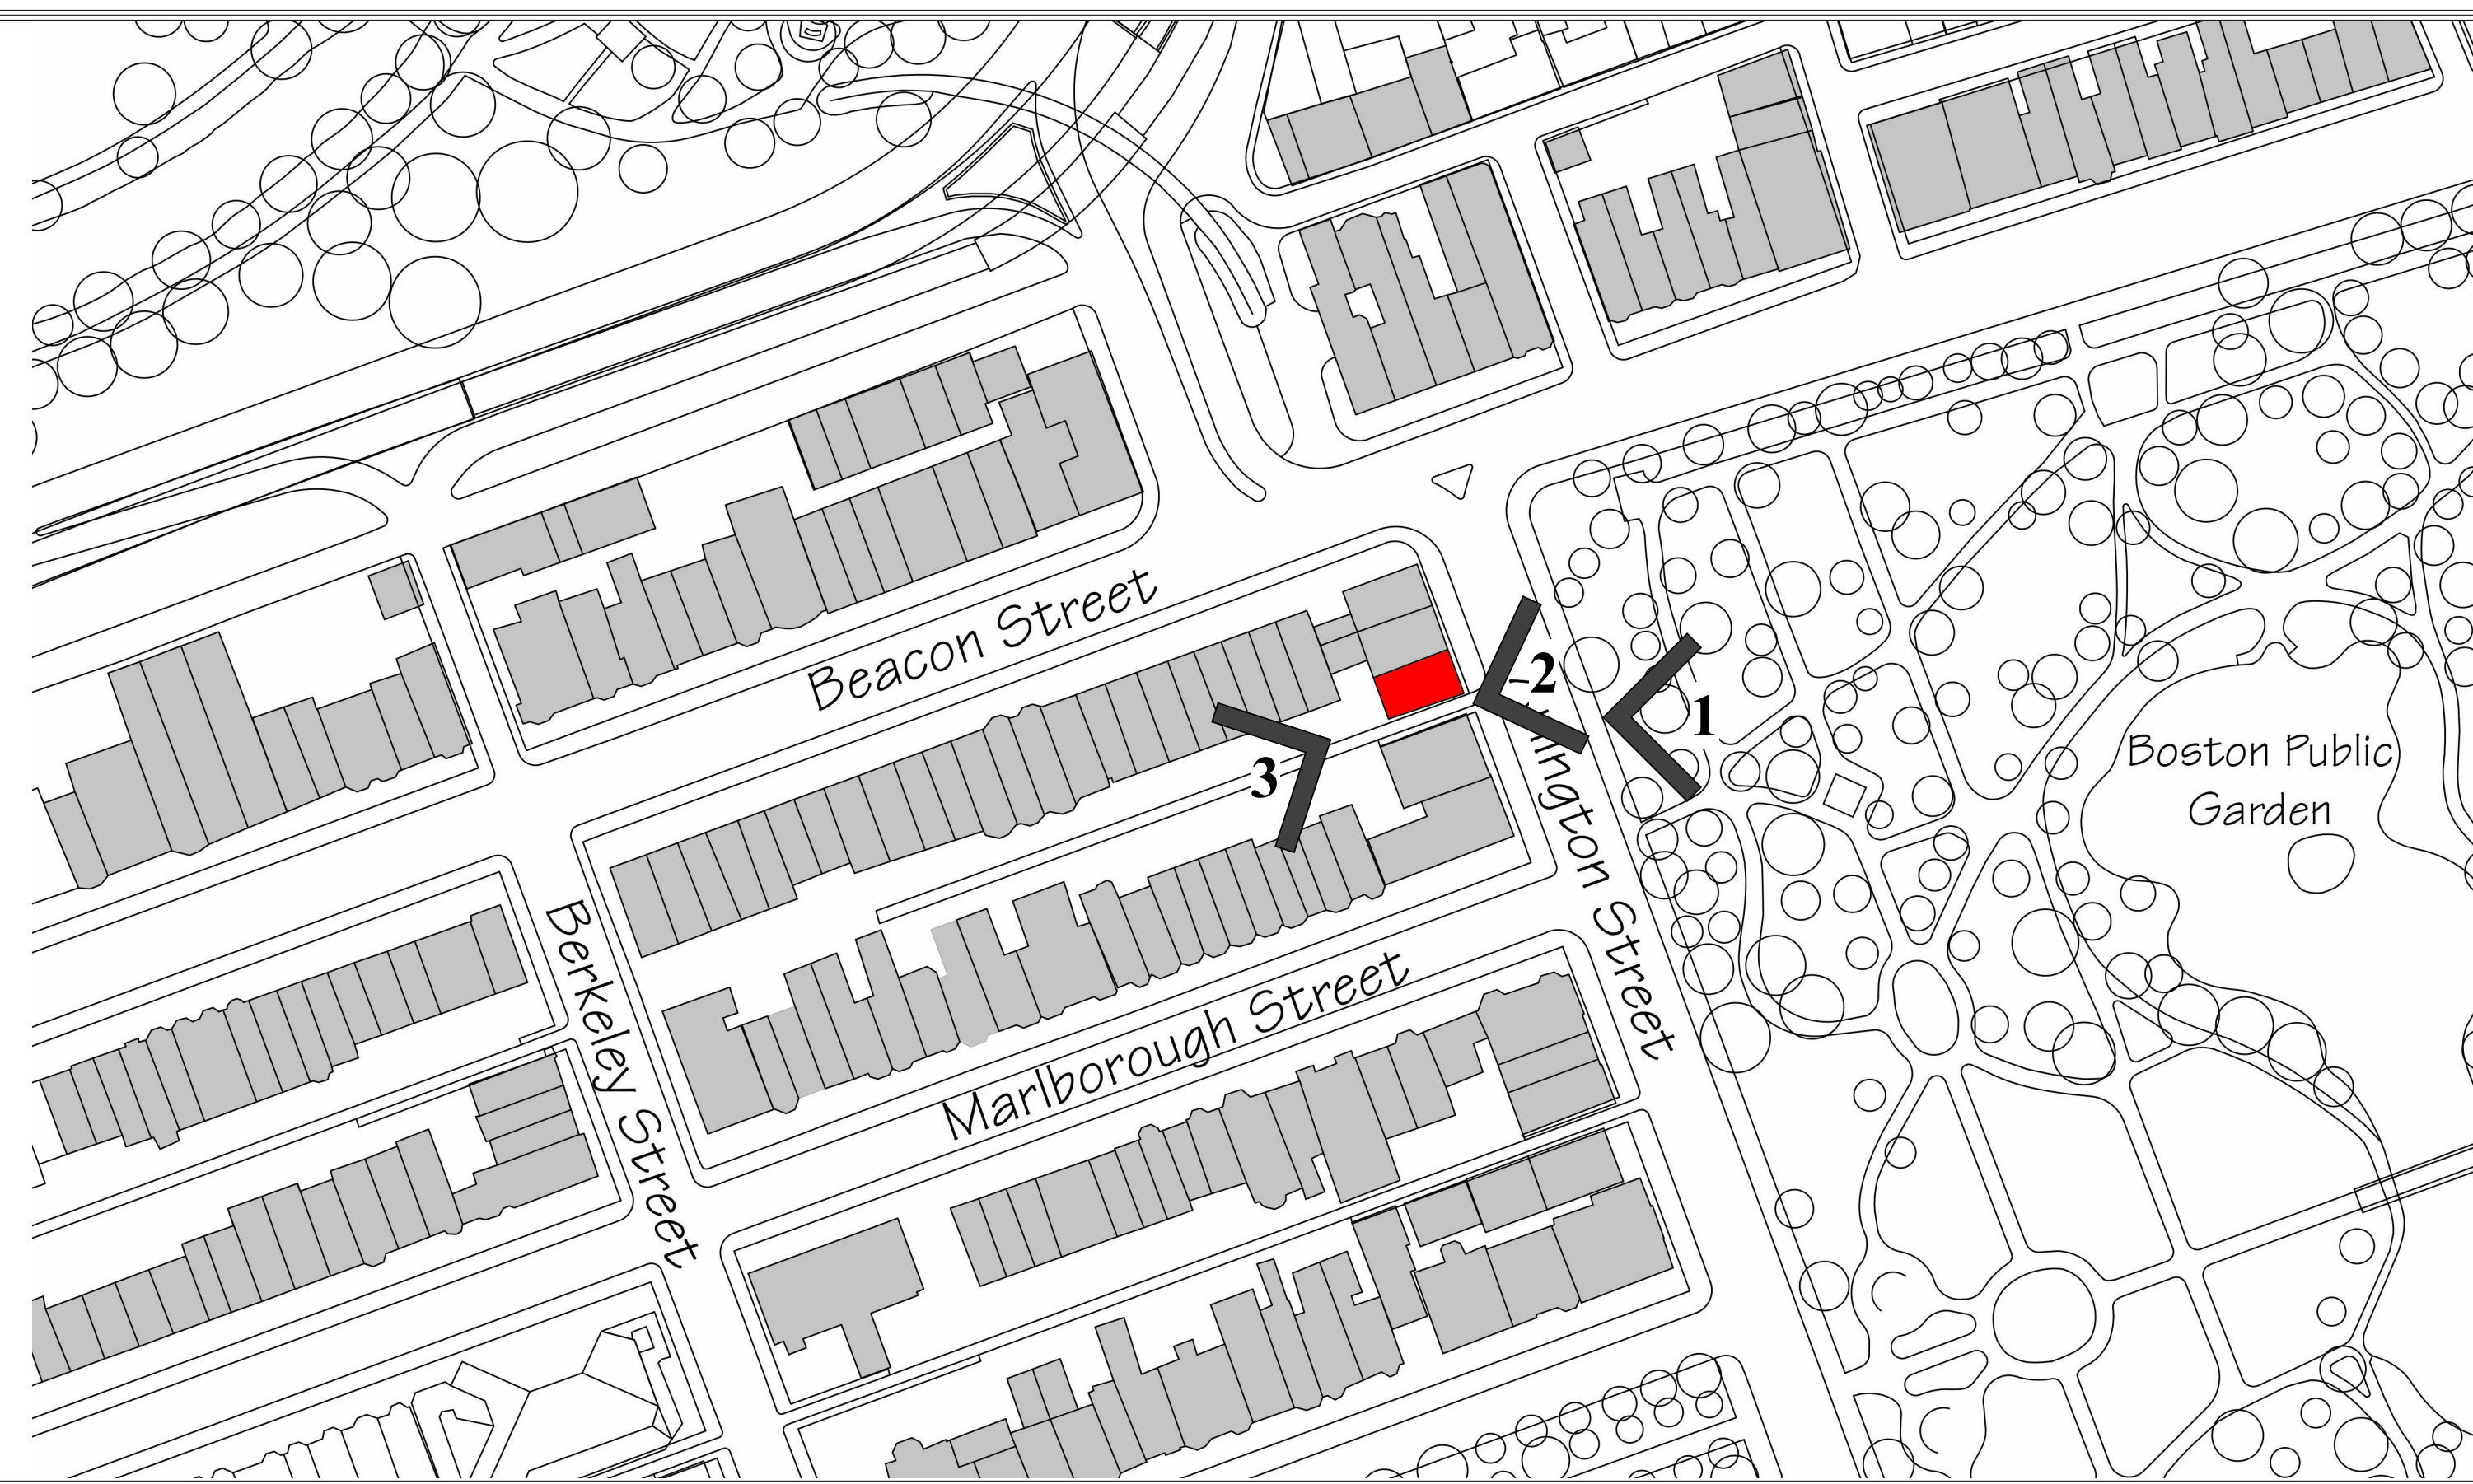 Beacon Street
2
1
Boston Public
Garden
3
Street
Berkeley Street
Marlborough Street